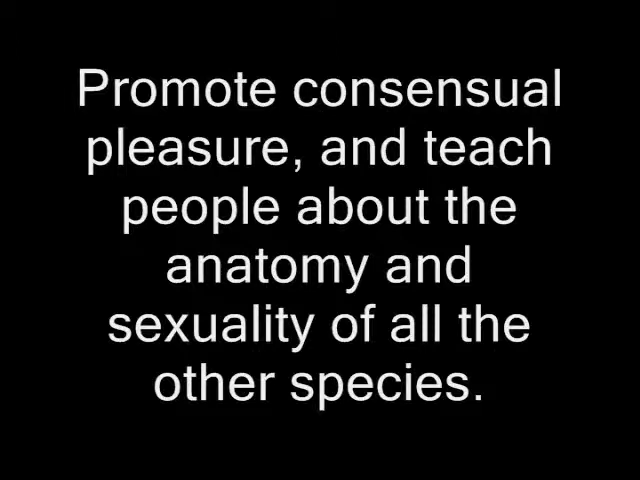 Promote consensual
pleasure, and teach
people about the
anatomy and
sexuality of all the
other species.